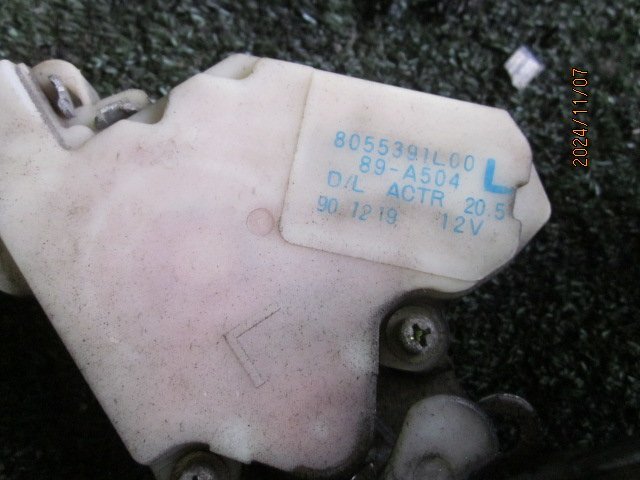 8055391L00
89-A504 L
D/L ACTR 20.5
90.12.19. 12V
L
2024/11/07